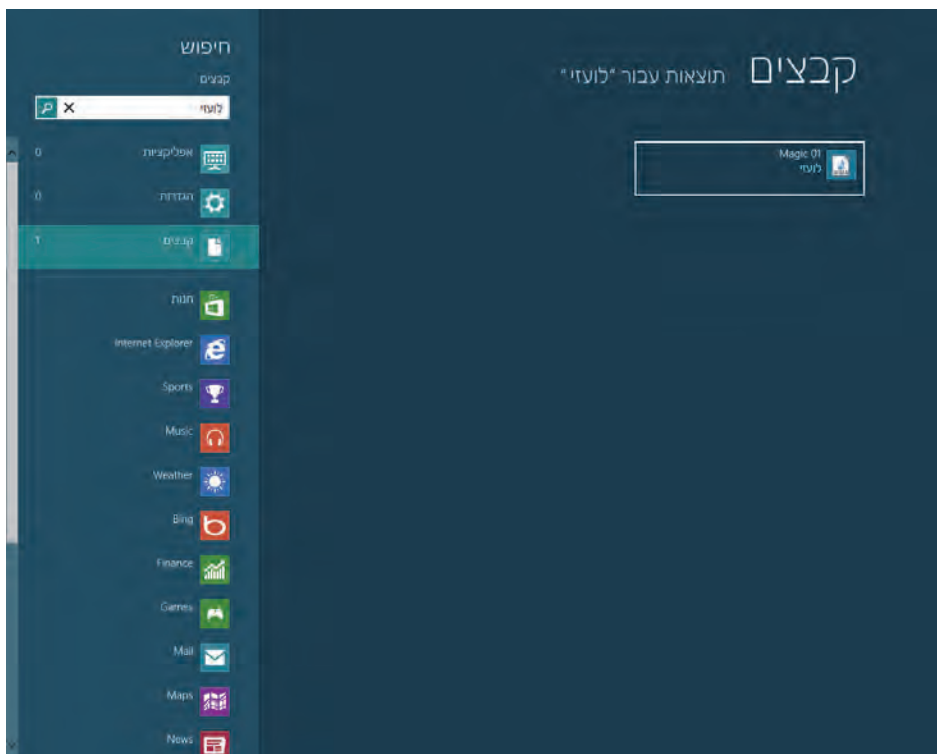 קבצים תוצאות עבור "לועזי"
Magic 01
לועזי
חיפוש
קבצים
לועזי
אפליקציות 0
הגדרות 0
קבצים 1
חנות
Internet Explorer
Sports
Music
Weather
Bing
Finance
Games
Mail
Maps
News